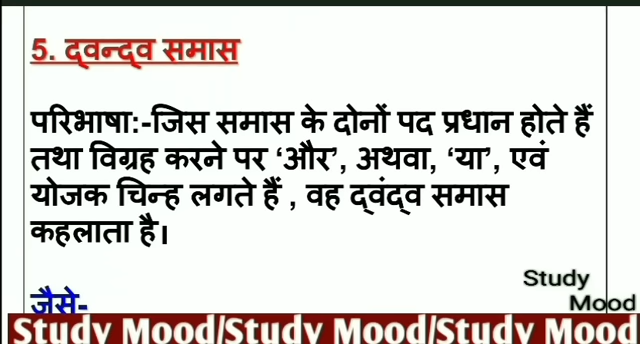 5. द्वन्द्व समास
परिभाषा:-जिस समास के दोनों पद प्रधान होते हैं
तथा विग्रह करने पर ‘और’, अथवा, ‘या’, एवं
योजक चिन्ह लगते हैं , वह द्वंद्व समास
कहलाता है।
Study
Mood
जैसे-
Study Mood/Study Mood/Study Mood